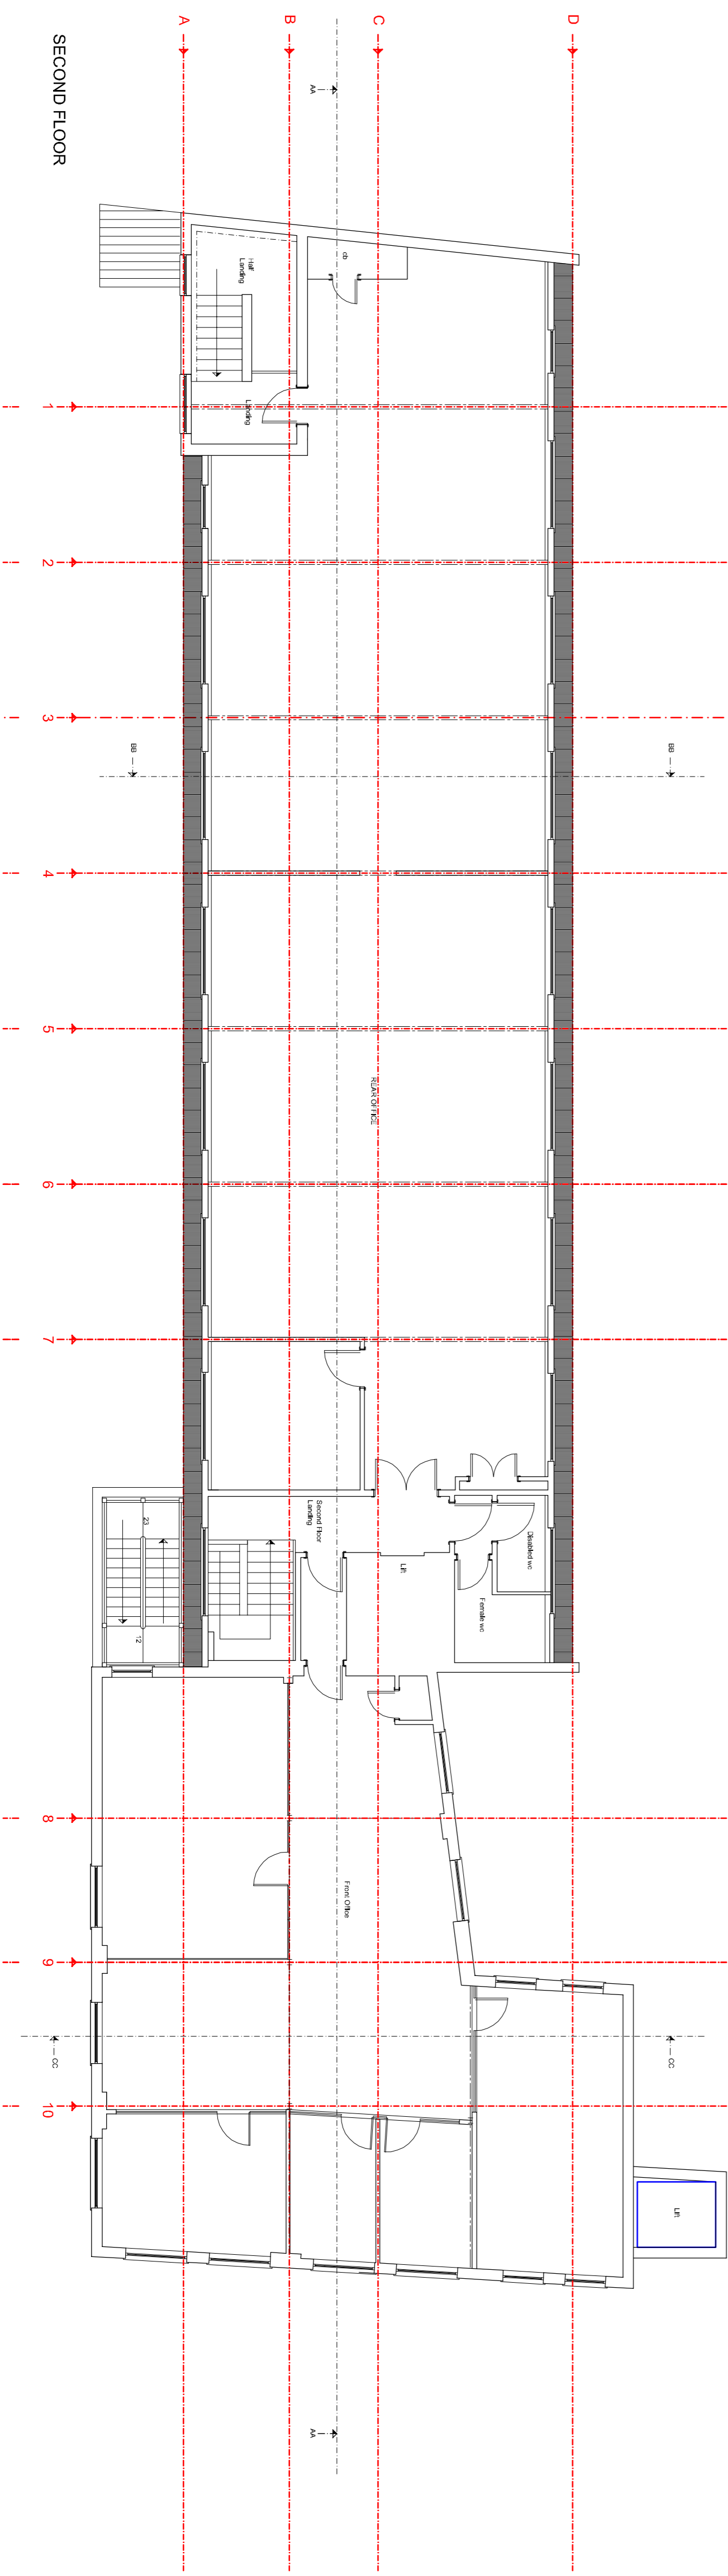 SECOND FLOOR
A
B
C
D
AA
cb
Half
Landing
Landing
1
2
3
BB
BB
4
5
REAR OFFICE
6
7
Second Floor
Landing
Lift
Disabled wc
Female wc
23
12
8
Front Office
9
CC
CC
10
Lift
AA